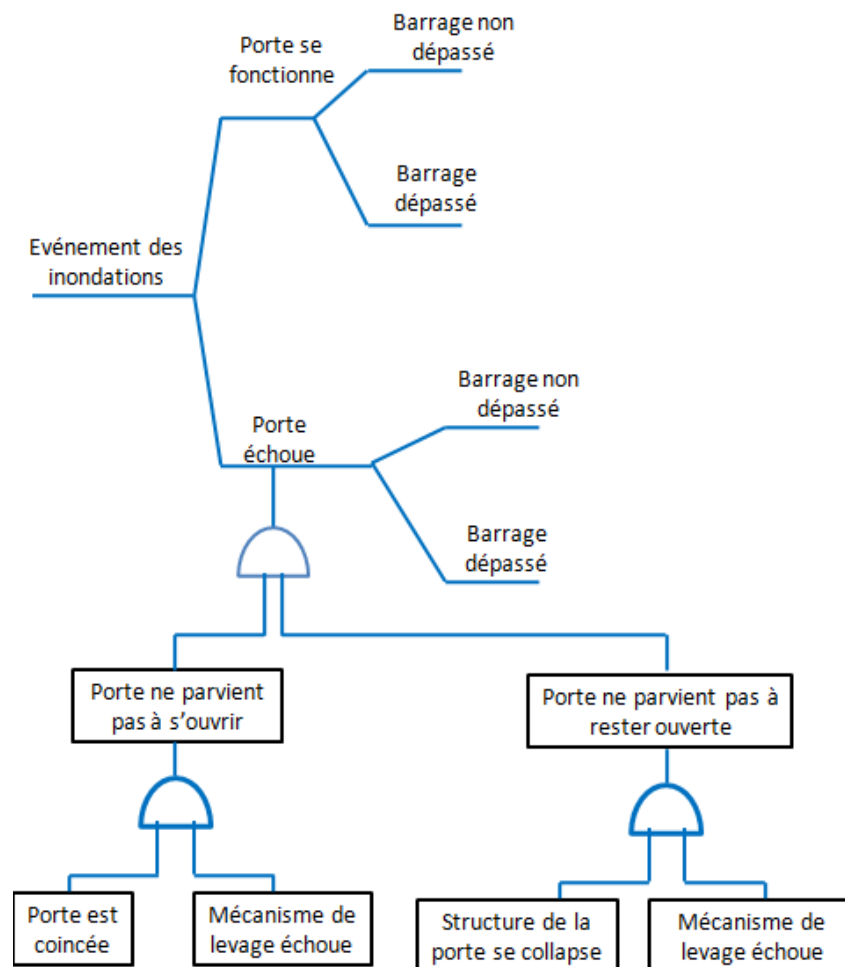 Barrage non
dépassé
Porte se
fonctionne
Barrage
dépassé
Evénement des
inondations
Barrage non
dépassé
Porte
échoue
Barrage
dépassé
Porte ne parvient
pas à s’ouvrir
Porte ne parvient pas à
rester ouverte
Porte est
coincée
Mécanisme de
levage échoue
Structure de la
porte se collapse
Mécanisme de
levage échoue